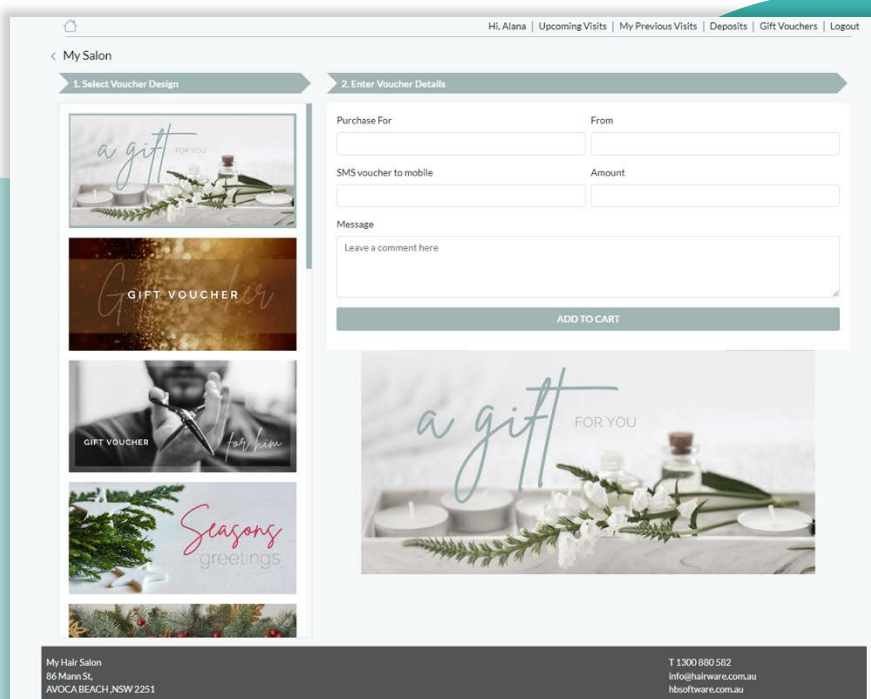 Hi, Alana | Upcoming Visits | My Previous Visits | Deposits | Gift Vouchers | Logout
< My Salon
1. Select Voucher Design
2. Enter Voucher Details
a gift FOR YOU
Gift Voucher
GIFT VOUCHER
GIFT VOUCHER for him
Seasons
greetings
Purchase For
From
SMS voucher to mobile
Amount
Message
Leave a comment here
ADD TO CART
a gift FOR YOU
My Hair Salon
86 Mann St,
AVOCA BEACH ,NSW 2251
T 1300 880 582
info@hairware.com.au
hbsoftware.com.au